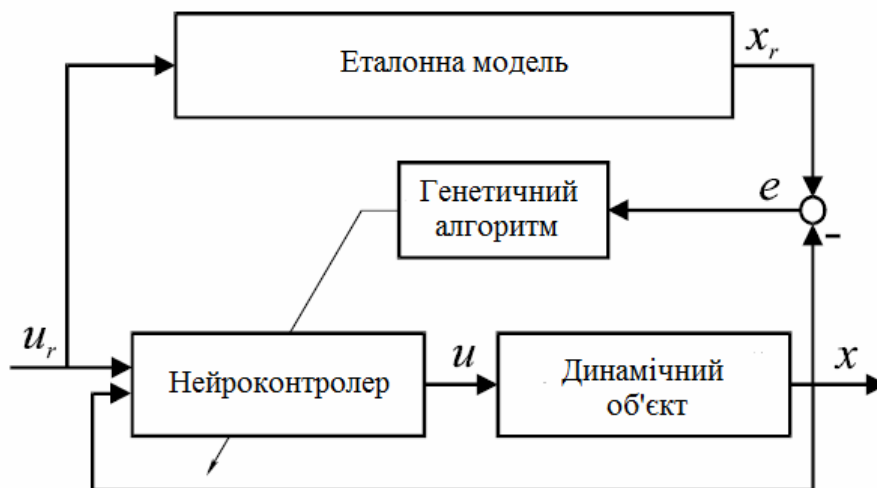 Еталонна модель
x_r
Генетичний
алгоритм
e
-
u_r
Нейроконтролер
u
Динамічний
об'єкт
x